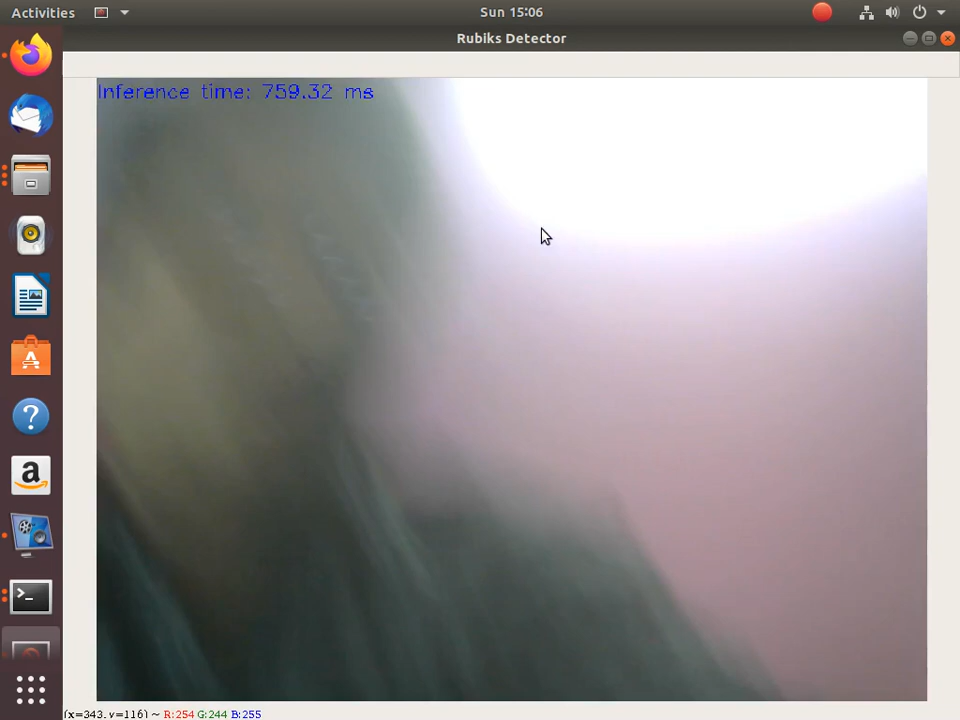 Activities
Sun 15:06
Rubiks Detector
Inference time: 759.32 ms
a
(x=343, y=116) ~ R:254 G:244 B:255